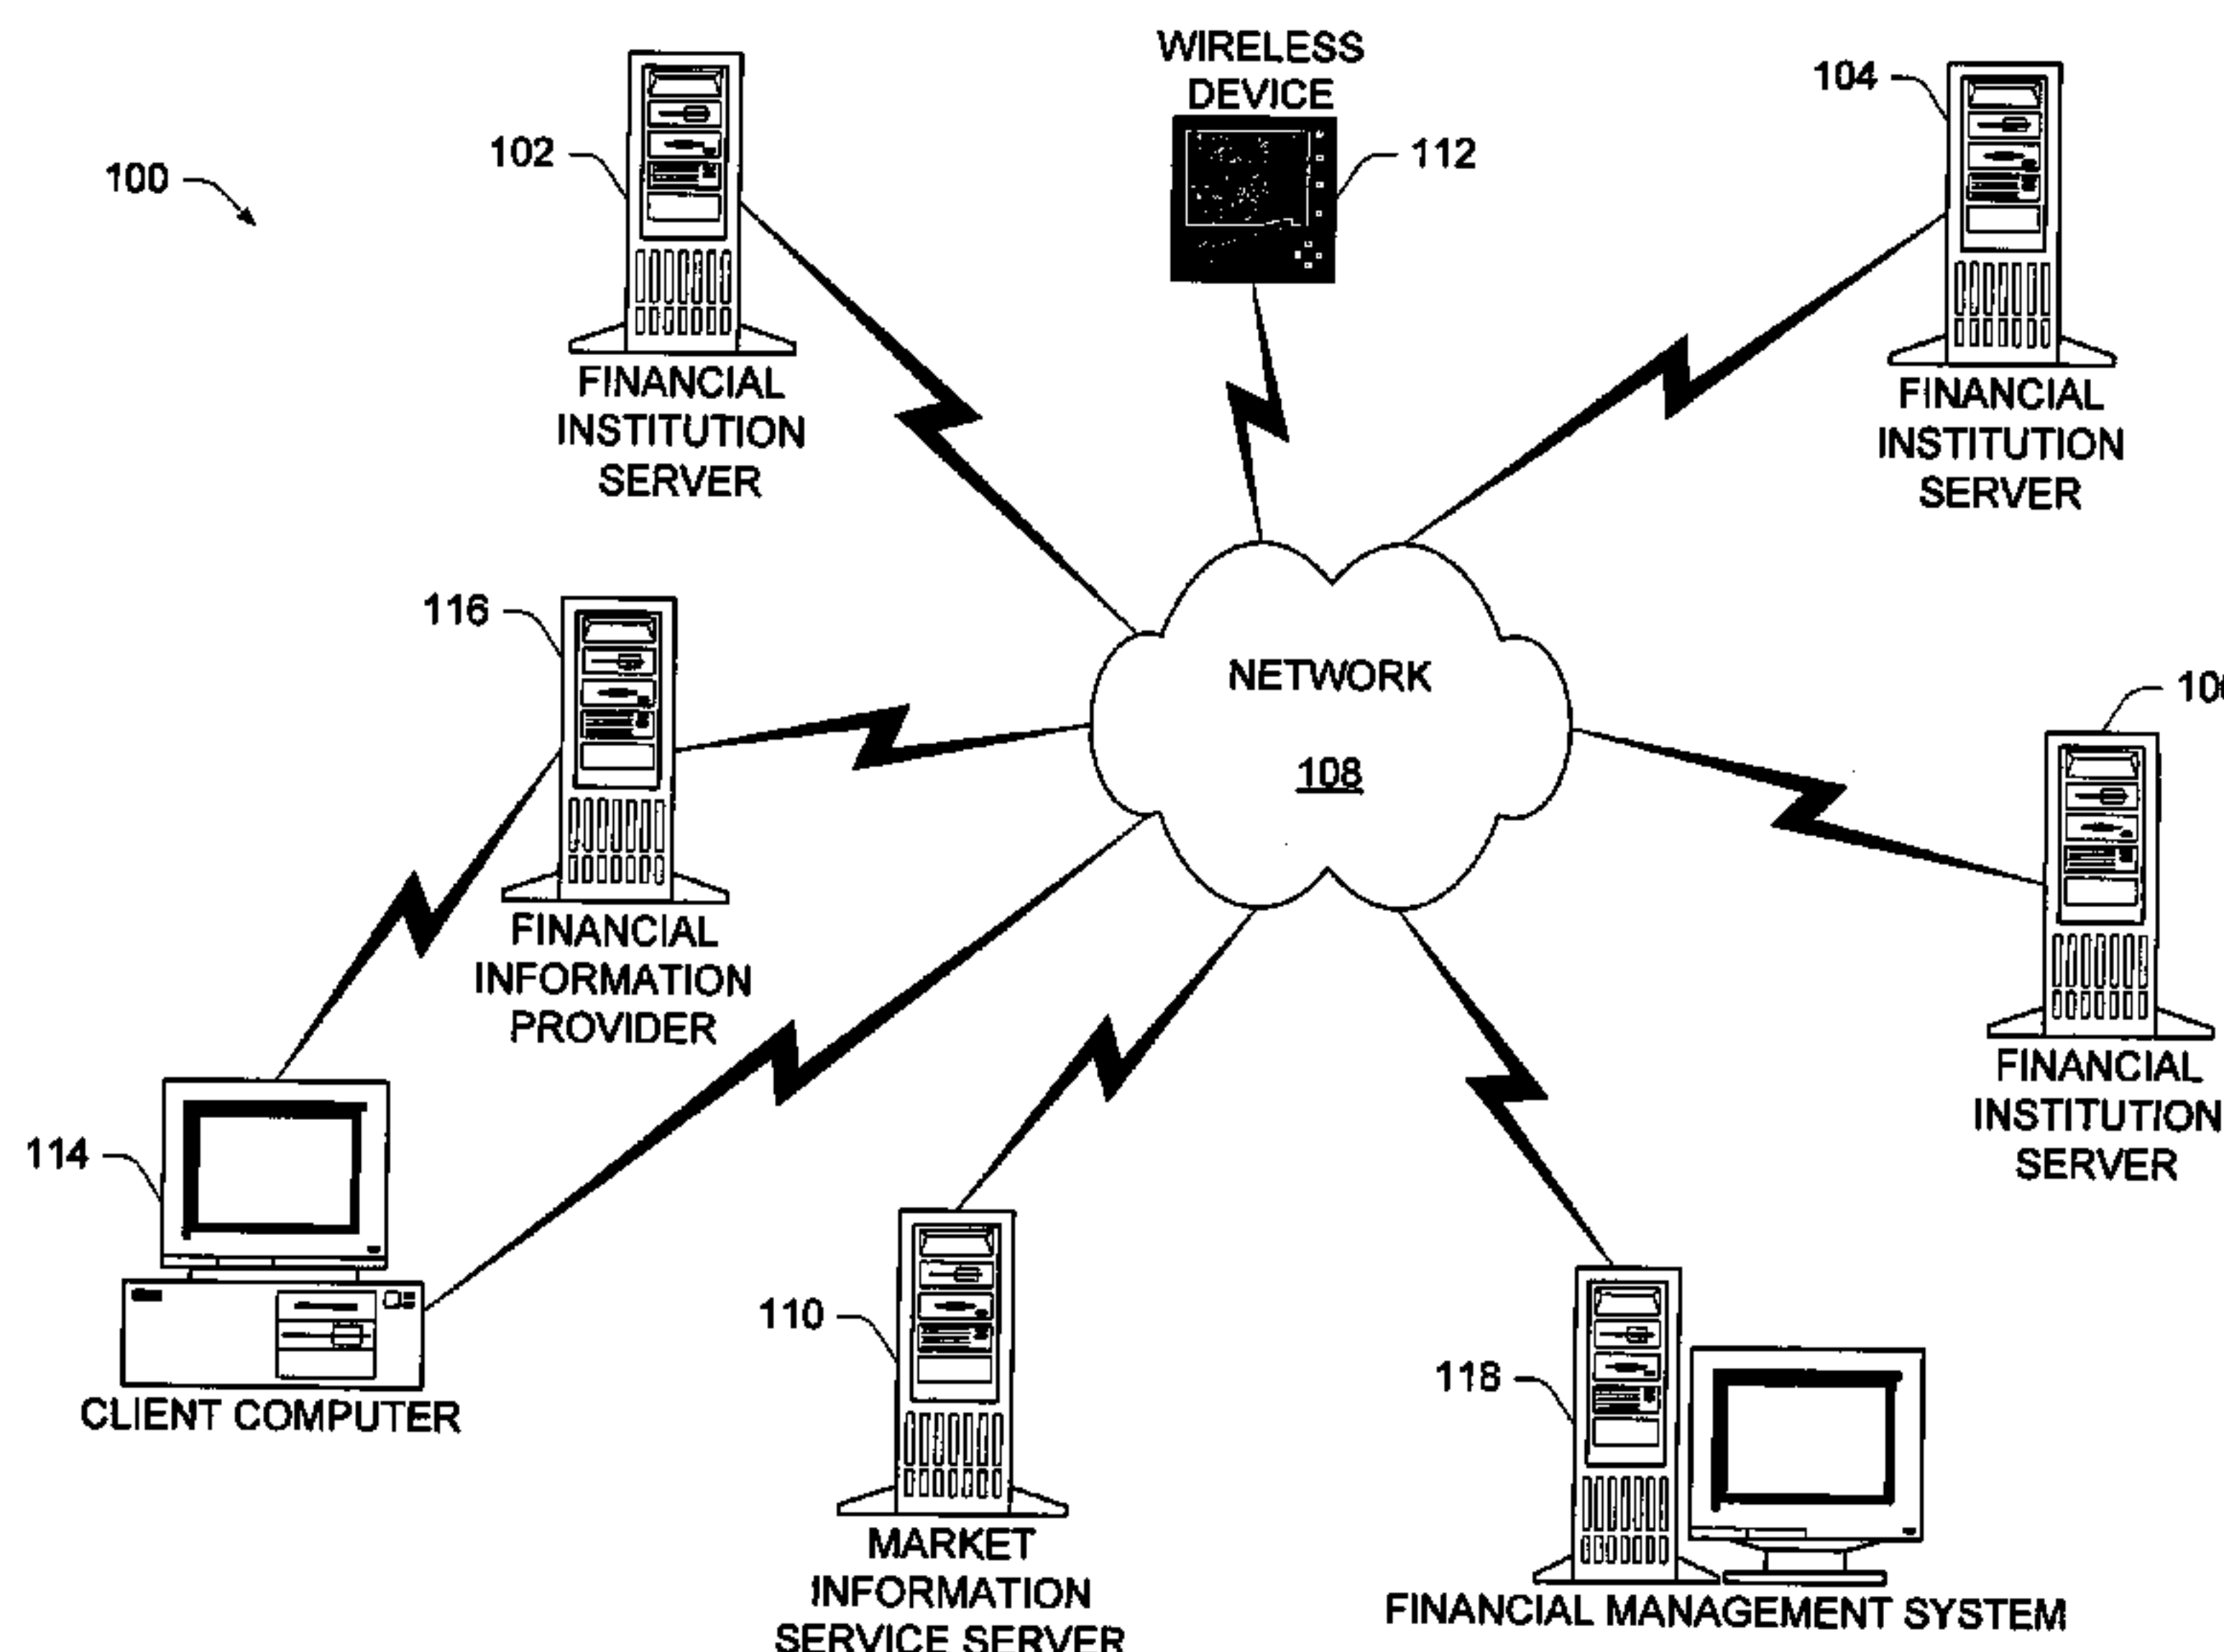 WIRELESS
DEVICE
112
104
102
100
FINANCIAL
INSTITUTION
SERVER
FINANCIAL
INSTITUTION
SERVER
116
NETWORK
108
FINANCIAL
INFORMATION
PROVIDER
FINANCIAL
INSTITUTION
SERVER
114
CLIENT COMPUTER
110
118
MARKET
INFORMATION
SERVICE SERVER
FINANCIAL MANAGEMENT SYSTEM